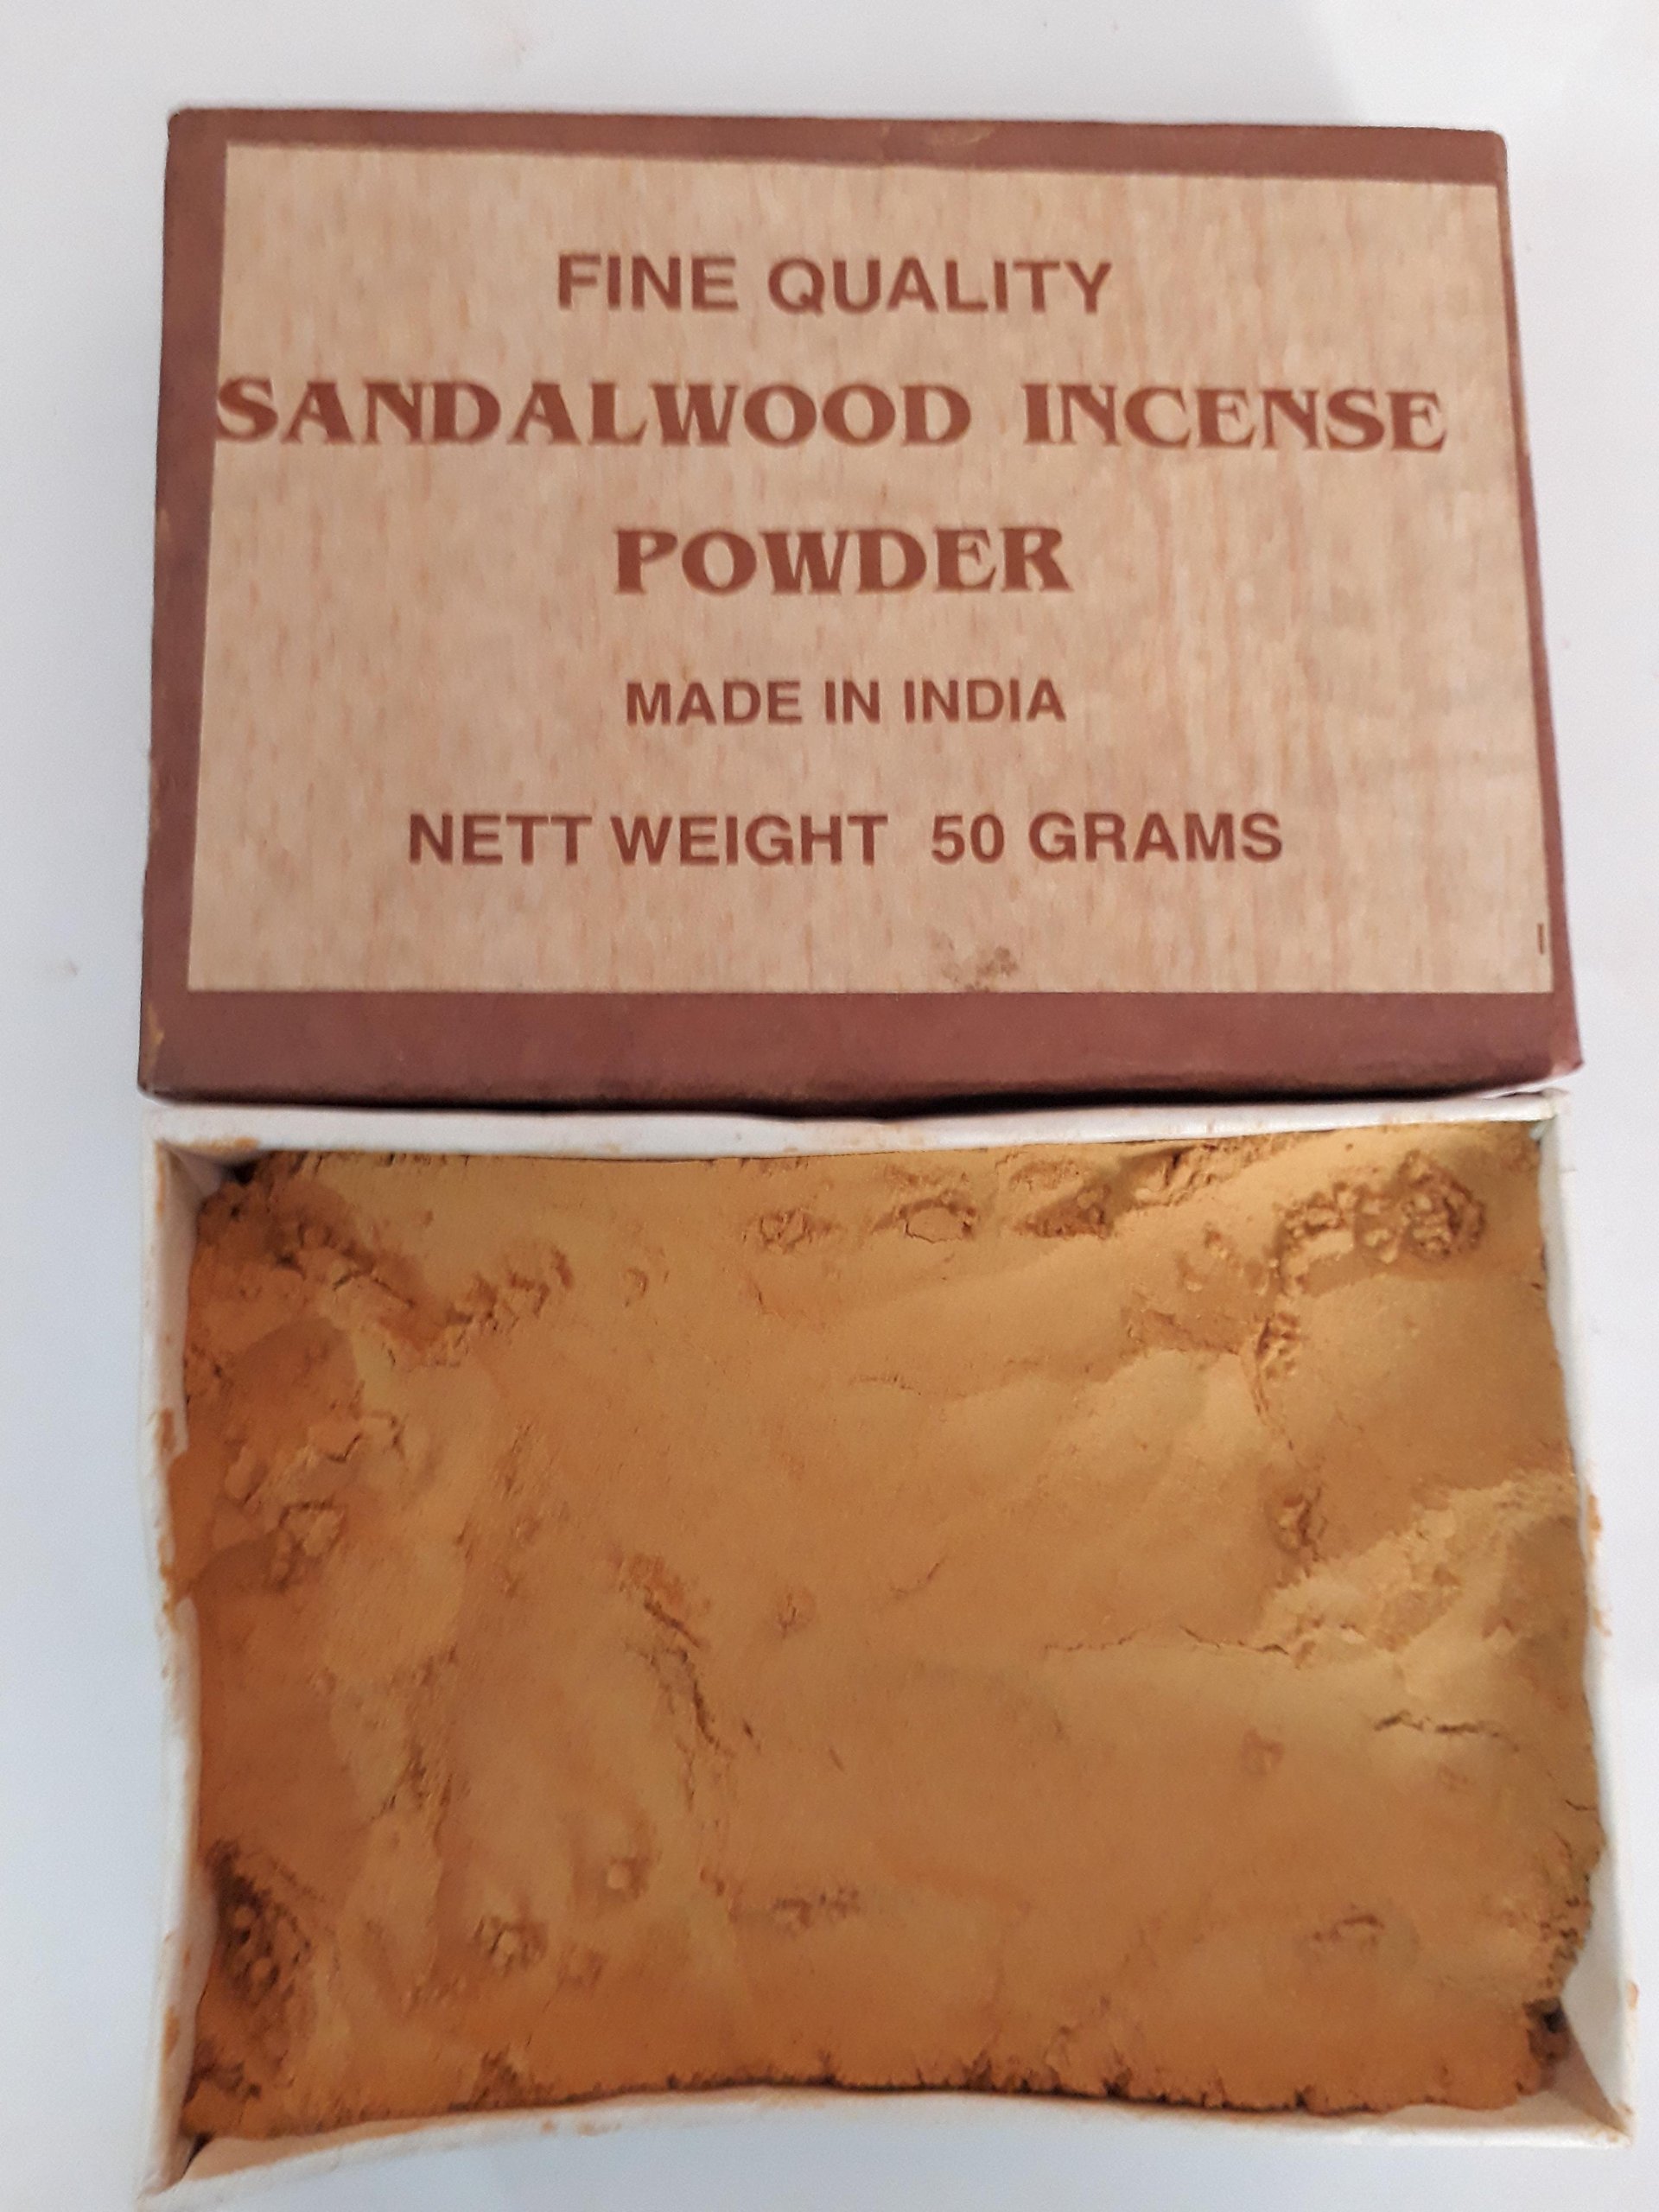 FINE QUALITY
SANDALWOOD INCENSE
POWDER
MADE IN INDIA
NETT WEIGHT 50 GRAMS